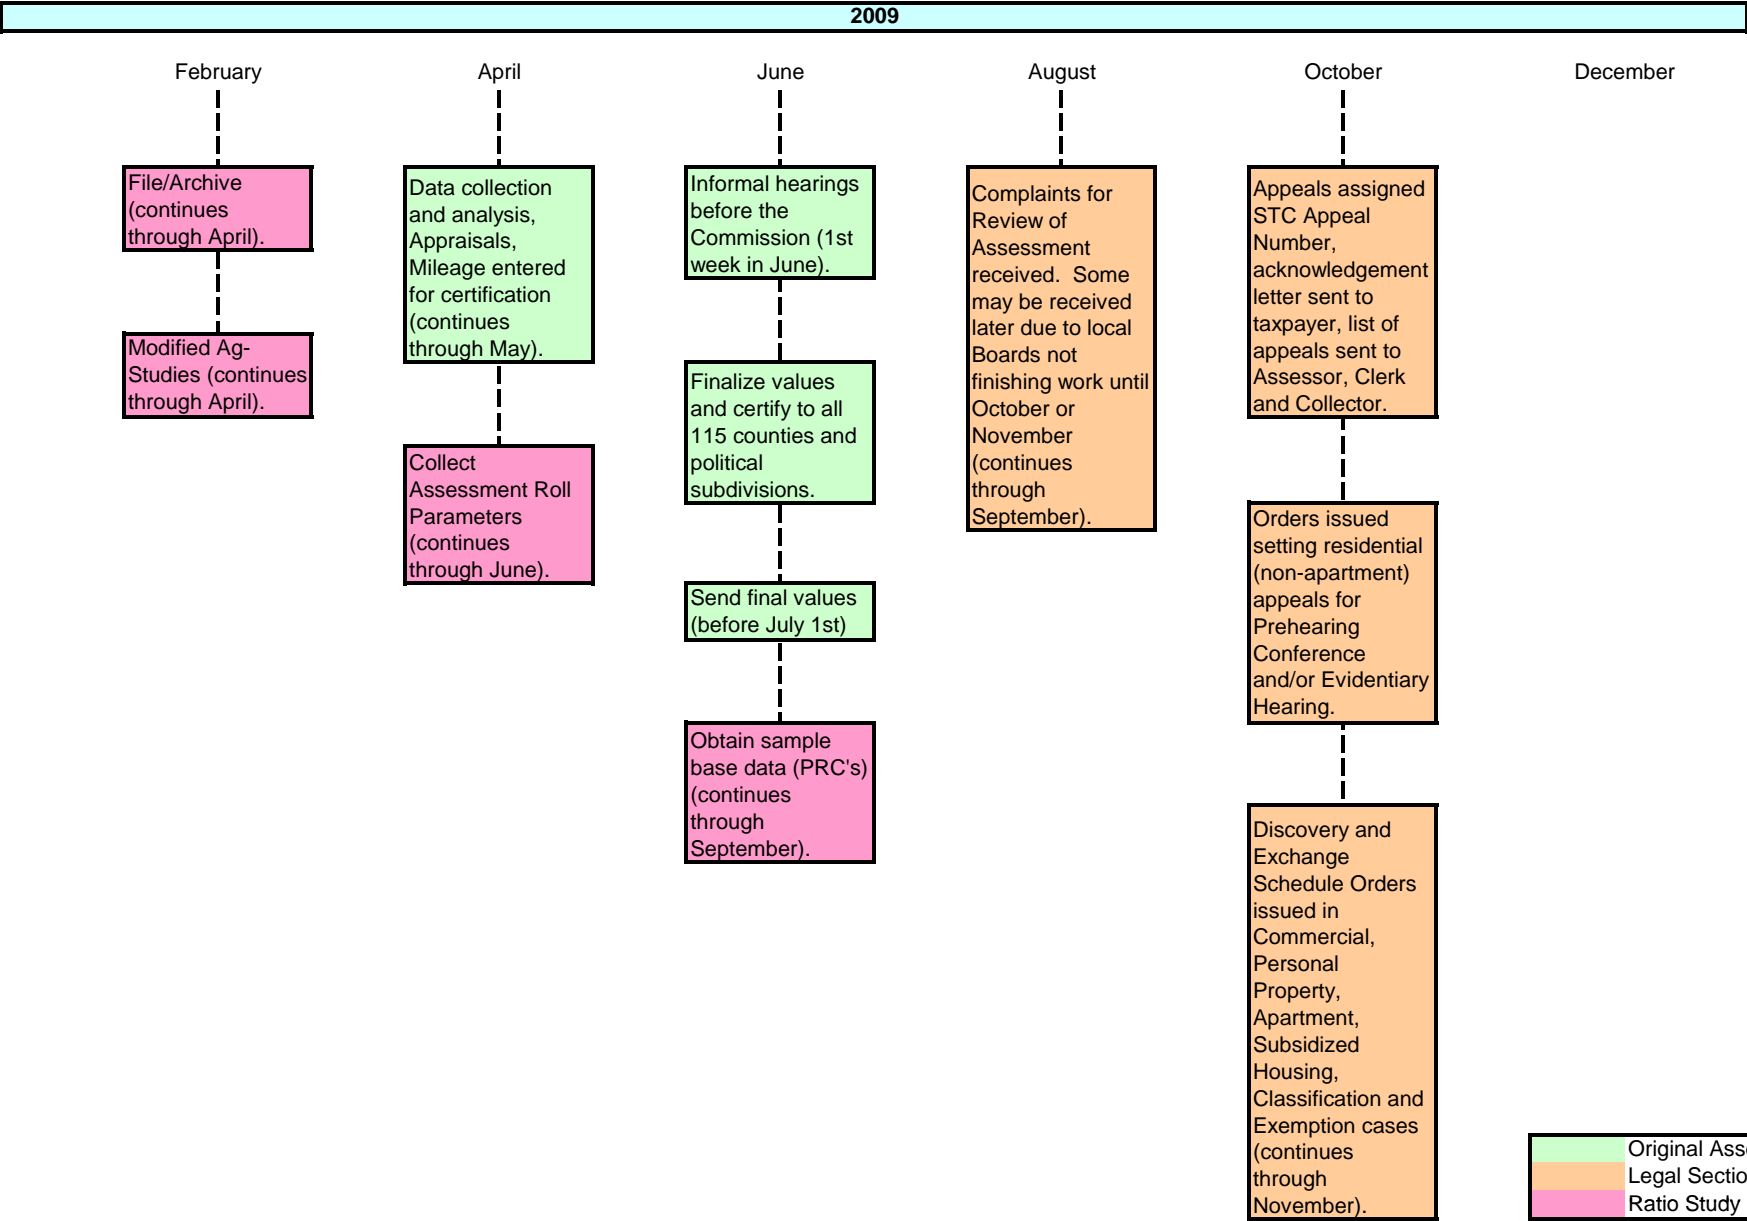 2009
February
April
June
August
October
December
File/Archive
(continues
through April).
Modified Ag-
Studies (continues
through April).
Data collection
and analysis,
Appraisals,
Mileage entered
for certification
(continues
through May).
Collect
Assessment Roll
Parameters
(continues
through June).
Informal hearings
before the
Commission (1st
week in June).
Finalize values
and certify to all
115 counties and
political
subdivisions.
Send final values
(before July 1st)
Obtain sample
base data (PRC's)
(continues
through
September).
Complaints for
Review of
Assessment
received.  Some
may be received
later due to local
Boards not
finishing work until
October or
November
(continues
through
September).
Appeals assigned
STC Appeal
Number,
acknowledgement
letter sent to
taxpayer, list of
appeals sent to
Assessor, Clerk
and Collector.
Orders issued
setting residential
(non-apartment)
appeals for
Prehearing
Conference
and/or Evidentiary
Hearing.
Discovery and
Exchange
Schedule Orders
issued in
Commercial,
Personal
Property,
Apartment,
Subsidized
Housing,
Classification and
Exemption cases
(continues
through
November).
Original
Legal
Ratio Study